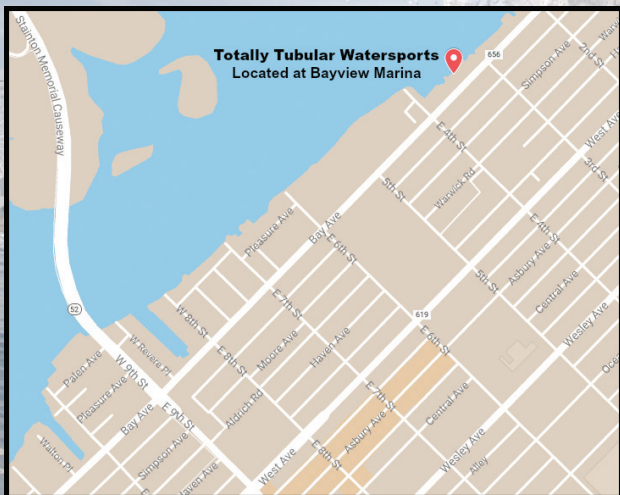 Totally Tubular Watersports
Located at Bayview Marina
656
Stainton Memorial Causeway
Simpson Ave
2nd St
West Ave
3rd St
E 4th St
Warwick Rd
5th St
E 4th St
Asbury Ave
5th St
Central Ave
Wesley Ave
Pleasure Ave
Bay Ave
E 6th St
619
E 6th St
52
W 8th St
E 7th St
Moore Ave
Haven Ave
E 8th St
Aldrich Rd
W Revere Pl
Palen Ave
W 9th St
Pleasure Ave
Bay Ave
E 9th St
Walton Pl
Simpson Ave
Haven Ave
West Ave
E 8th St
Asbury Ave
E 7th St
Central Ave
Wesley Ave
Alley